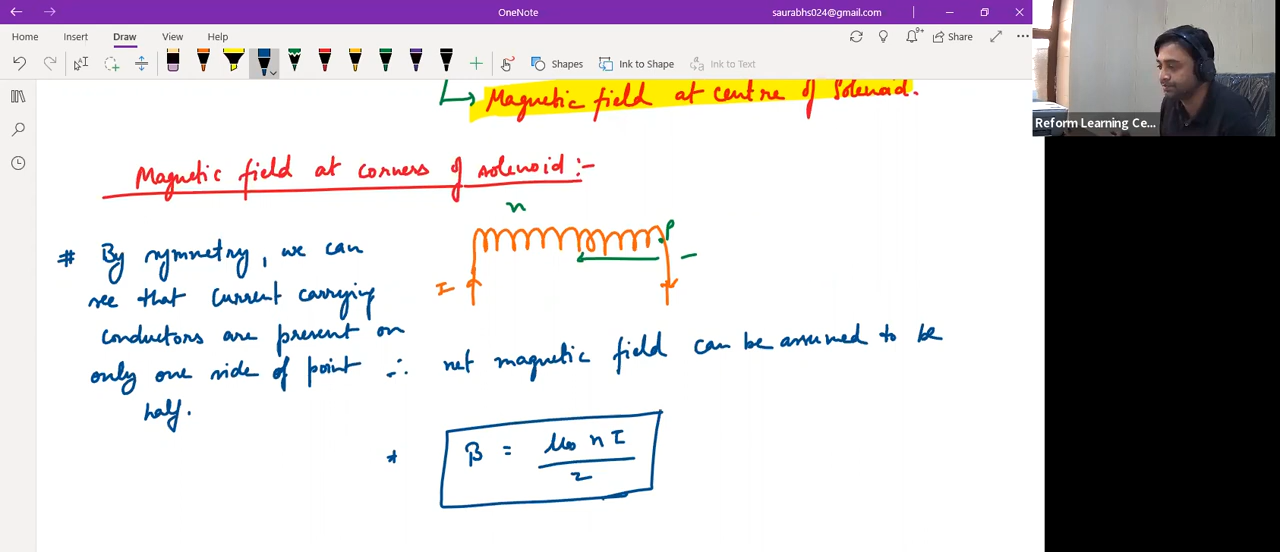 OneNote
saurabhs024@gmail.com
Home Insert Draw View Help
9+ Share
Shapes Ink to Shape Ink to Text
Magnetic field at centre of Solenoid.
Reform Learning Ce...
Magnetic field at corners of solenoid :-
n
P
I
# By symmetry, we can
see that current carrying
conductors are present on
only one side of point ∴ net magnetic field can be assumed to be
half.
* B = μ₀ n I / 2